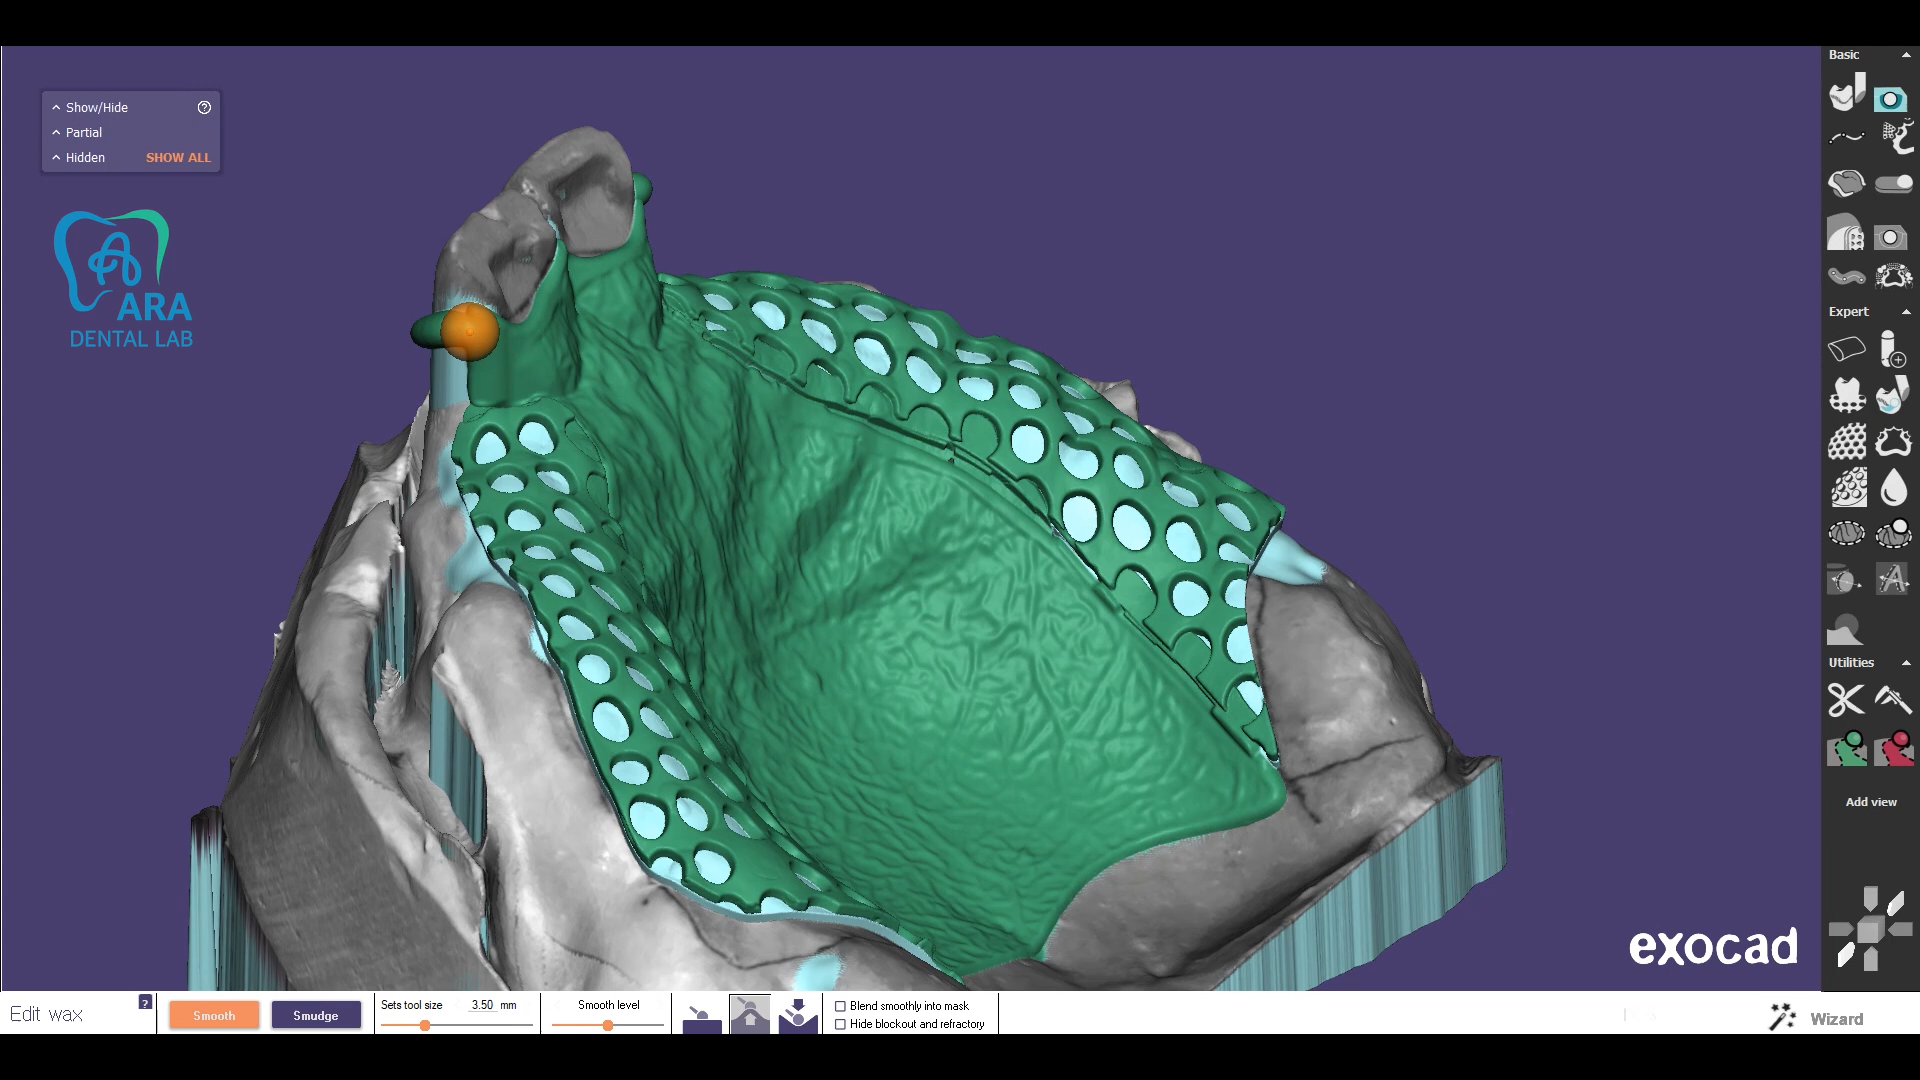 Show/Hide
Partial
Hidden SHOW ALL
ARA
DENTAL LAB
Basic
Expert
Utilities
Add view
exocad
Edit wax
?
Smooth
Smudge
Sets tool size 3.50 mm
Smooth level
Blend smoothly into mask
Hide blockout and refractory
Wizard